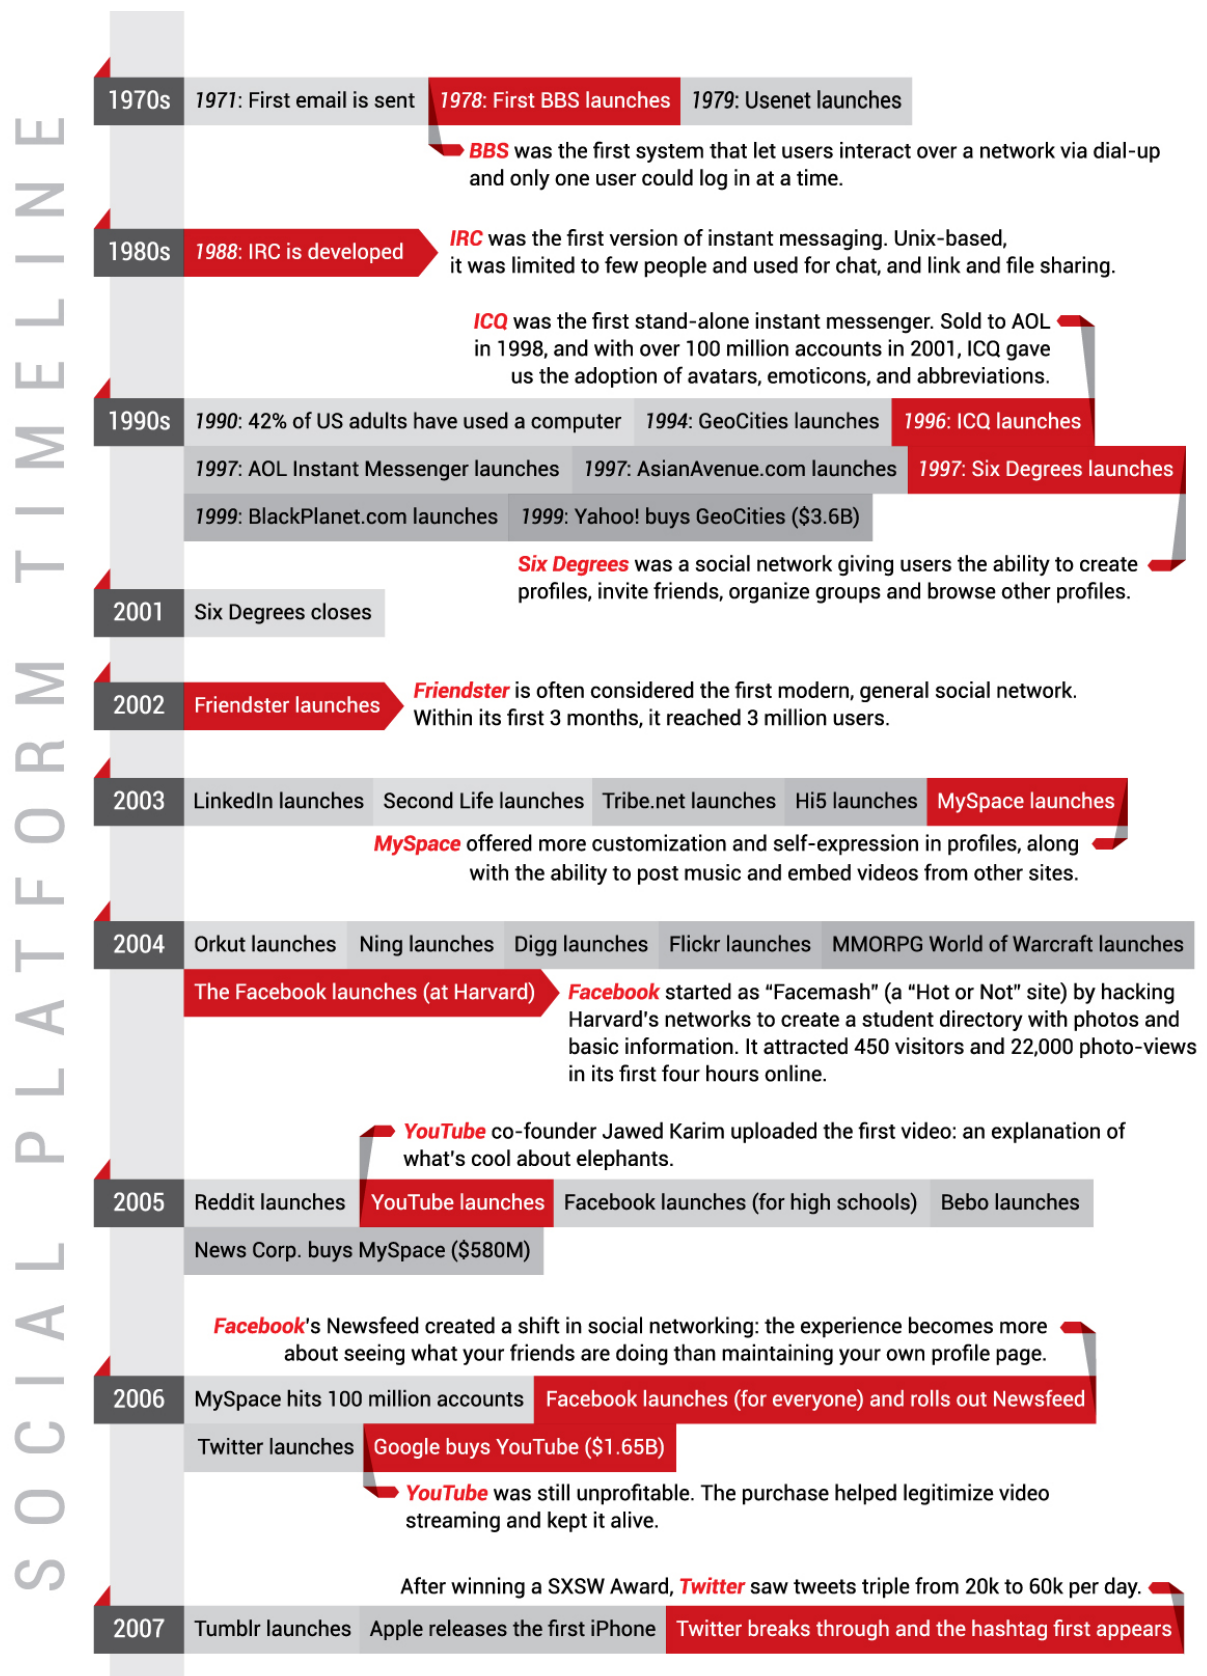 SOCIAL PLATFORM TIMELINE
1970s 1971: First email is sent 1978: First BBS launches 1979: Usenet launches
BBS was the first system that let users interact over a network via dial-up
and only one user could log in at a time.
1980s 1988: IRC is developed
IRC was the first version of instant messaging. Unix-based,
it was limited to few people and used for chat, and link and file sharing.
ICQ was the first stand-alone instant messenger. Sold to AOL
in 1998, and with over 100 million accounts in 2001, ICQ gave
us the adoption of avatars, emoticons, and abbreviations.
1990s 1990: 42% of US adults have used a computer 1994: GeoCities launches 1996: ICQ launches
1997: AOL Instant Messenger launches 1997: AsianAvenue.com launches 1997: Six Degrees launches
1999: BlackPlanet.com launches 1999: Yahoo! buys GeoCities ($3.6B)
Six Degrees was a social network giving users the ability to create
profiles, invite friends, organize groups and browse other profiles.
2001 Six Degrees closes
2002 Friendster launches
Friendster is often considered the first modern, general social network.
Within its first 3 months, it reached 3 million users.
2003 LinkedIn launches Second Life launches Tribe.net launches Hi5 launches MySpace launches
MySpace offered more customization and self-expression in profiles, along
with the ability to post music and embed videos from other sites.
2004 Orkut launches Ning launches Digg launches Flickr launches MMORPG World of Warcraft launches
The Facebook launches (at Harvard)
Facebook started as “Facemash” (a “Hot or Not” site) by hacking
Harvard's networks to create a student directory with photos and
basic information. It attracted 450 visitors and 22,000 photo-views
in its first four hours online.
YouTube co-founder Jawed Karim uploaded the first video: an explanation of
what's cool about elephants.
2005 Reddit launches YouTube launches Facebook launches (for high schools) Bebo launches
News Corp. buys MySpace ($580M)
Facebook's Newsfeed created a shift in social networking: the experience becomes more
about seeing what your friends are doing than maintaining your own profile page.
2006 MySpace hits 100 million accounts Facebook launches (for everyone) and rolls out Newsfeed
Twitter launches Google buys YouTube ($1.65B)
YouTube was still unprofitable. The purchase helped legitimize video
streaming and kept it alive.
After winning a SXSW Award, Twitter saw tweets triple from 20k to 60k per day.
2007 Tumblr launches Apple releases the first iPhone Twitter breaks through and the hashtag first appears